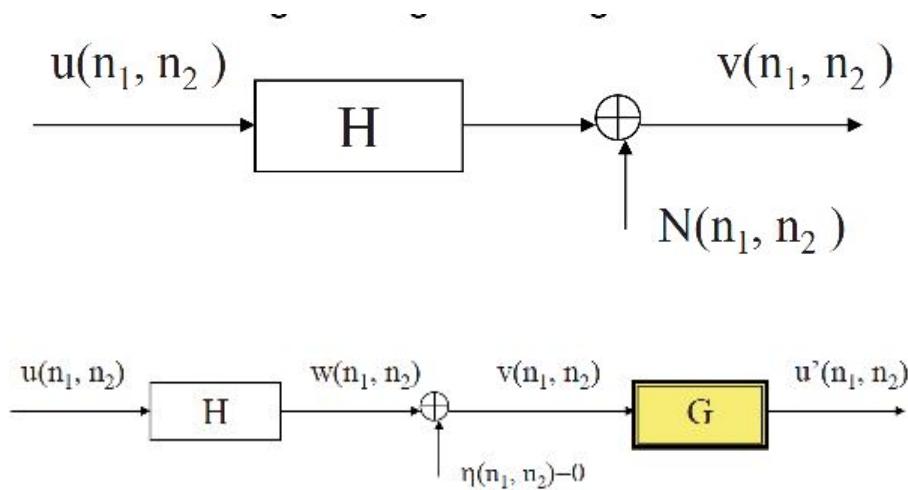 u(n₁, n₂ )
v(n₁, n₂ )
H
N(n₁, n₂ )
u(n₁, n₂)
w(n₁, n₂)
v(n₁, n₂)
u’(n₁, n₂)
H
G
η(n₁, n₂)=0